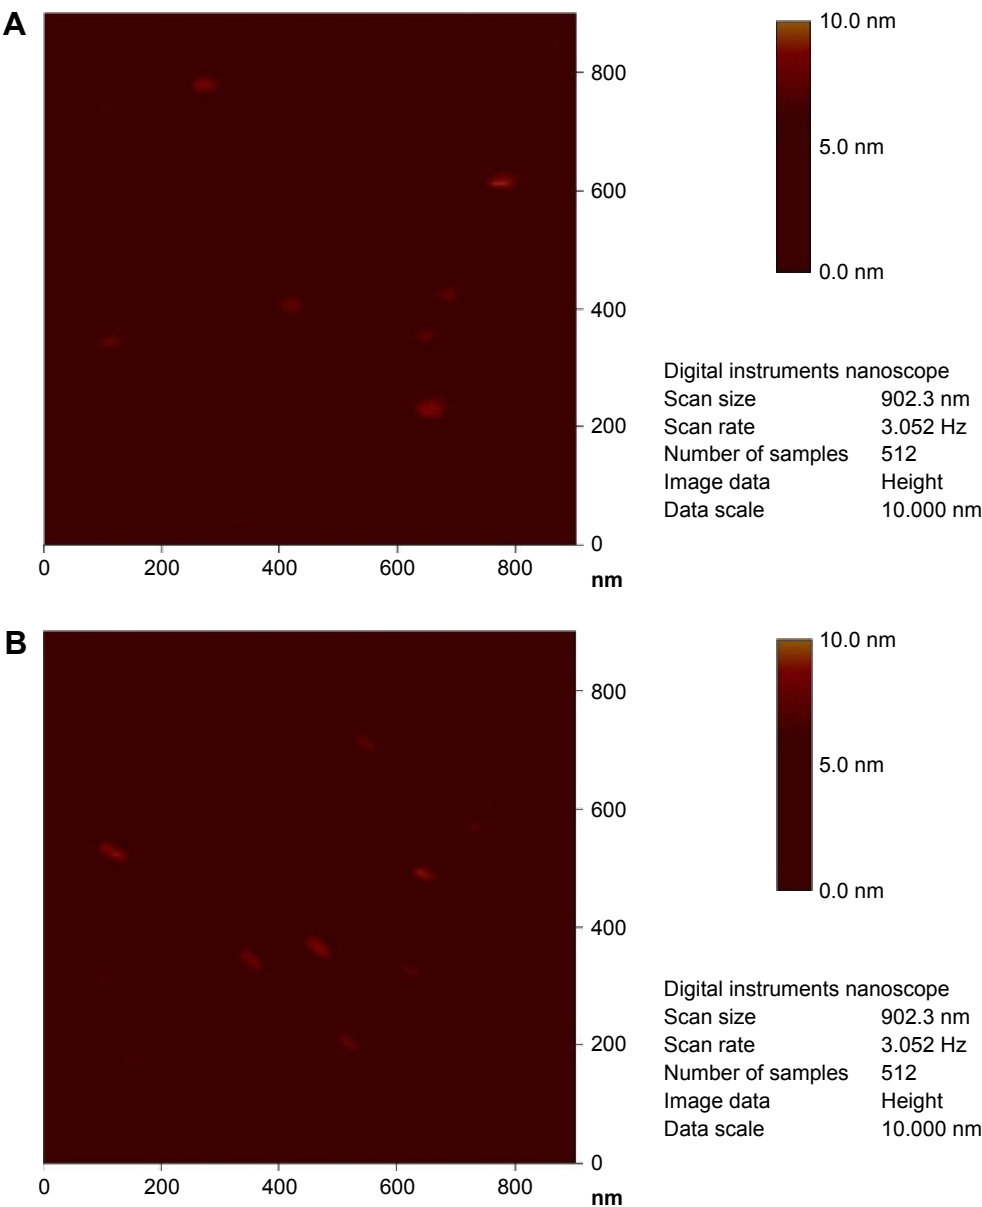 A
800
600
400
200
0
0 200 400 600 800
nm
10.0 nm
5.0 nm
0.0 nm
Digital instruments nanoscope
Scan size 902.3 nm
Scan rate 3.052 Hz
Number of samples 512
Image data Height
Data scale 10.000 nm
B
800
600
400
200
0
0 200 400 600 800
nm
10.0 nm
5.0 nm
0.0 nm
Digital instruments nanoscope
Scan size 902.3 nm
Scan rate 3.052 Hz
Number of samples 512
Image data Height
Data scale 10.000 nm